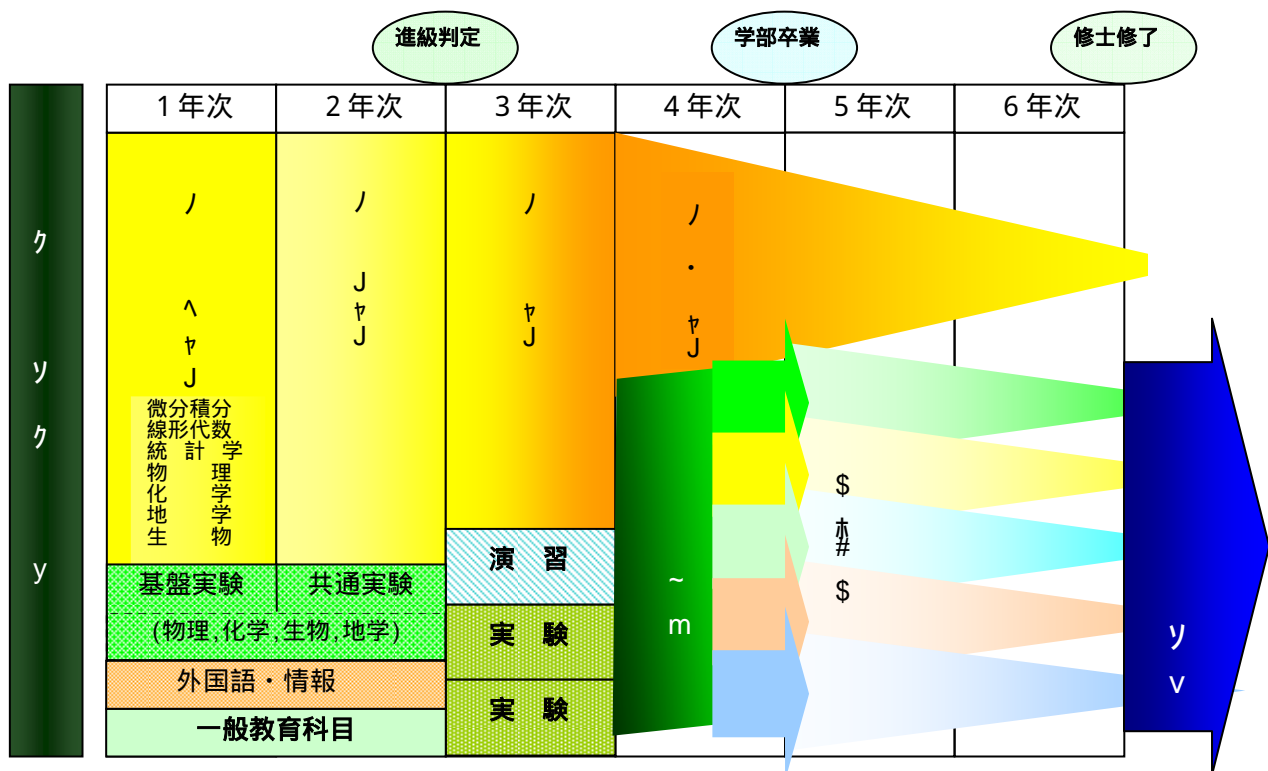 進級判定
学部卒業
修士修了
1年次
2年次
3年次
4年次
5年次
6年次
ク
ソ
ク
y
ノ
ヘ
ャ
J
微分積分
線形代数
統計学
物理
化学
地学
生物
ノ
J
ャ
J
ノ
ャ
J
ノ
・
ャ
J
基盤実験
共通実験
(物理,化学,生物,地学)
外国語・情報
一般教育科目
演習
実験
実験
~
m
$
ホ
#
$
ソ
v